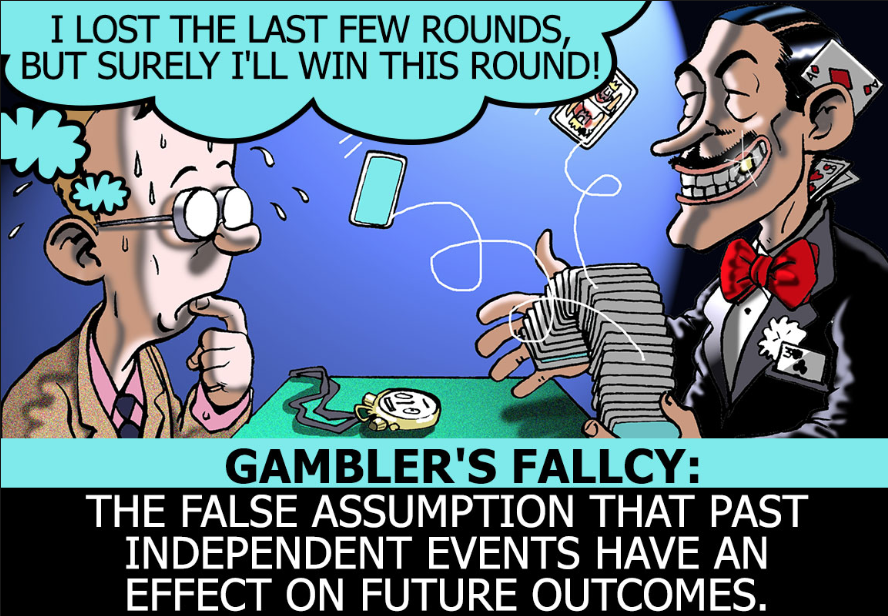 I LOST THE LAST FEW ROUNDS,
BUT SURELY I'LL WIN THIS ROUND!
A
A
3
GAMBLER'S FALLCY:
THE FALSE ASSUMPTION THAT PAST
INDEPENDENT EVENTS HAVE AN
EFFECT ON FUTURE OUTCOMES.